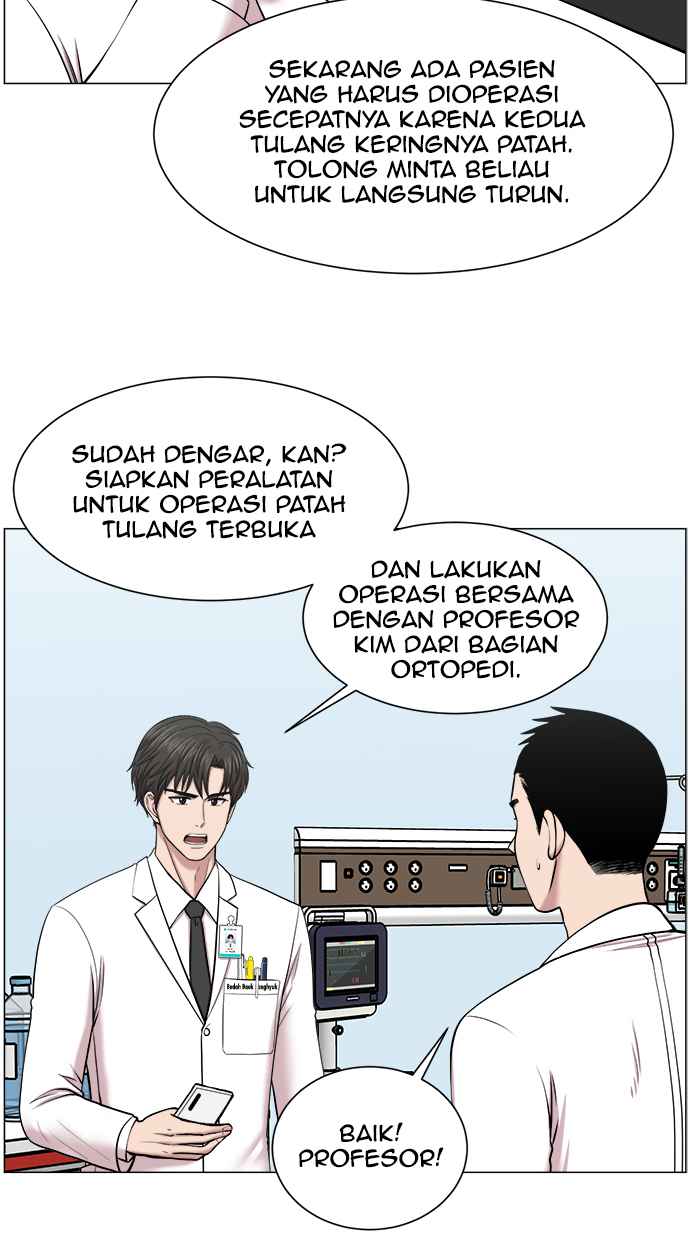 SEKARANG ADA PASIEN
YANG HARUS DIOPERASI
SECEPATNYA KARENA KEDUA
TULANG KERINGNYA PATAH.
TOLONG MINTA BELIAU
UNTUK LANGSUNG TURUN.
SUDAH DENGAR, KAN?
SIAPKAN PERALATAN
UNTUK OPERASI PATAH
TULANG TERBUKA
DAN LAKUKAN
OPERASI BERSAMA
DENGAN PROFESOR
KIM DARI BAGIAN
ORTOPEDI.
Bedah Baek
BAIK!
PROFESOR!